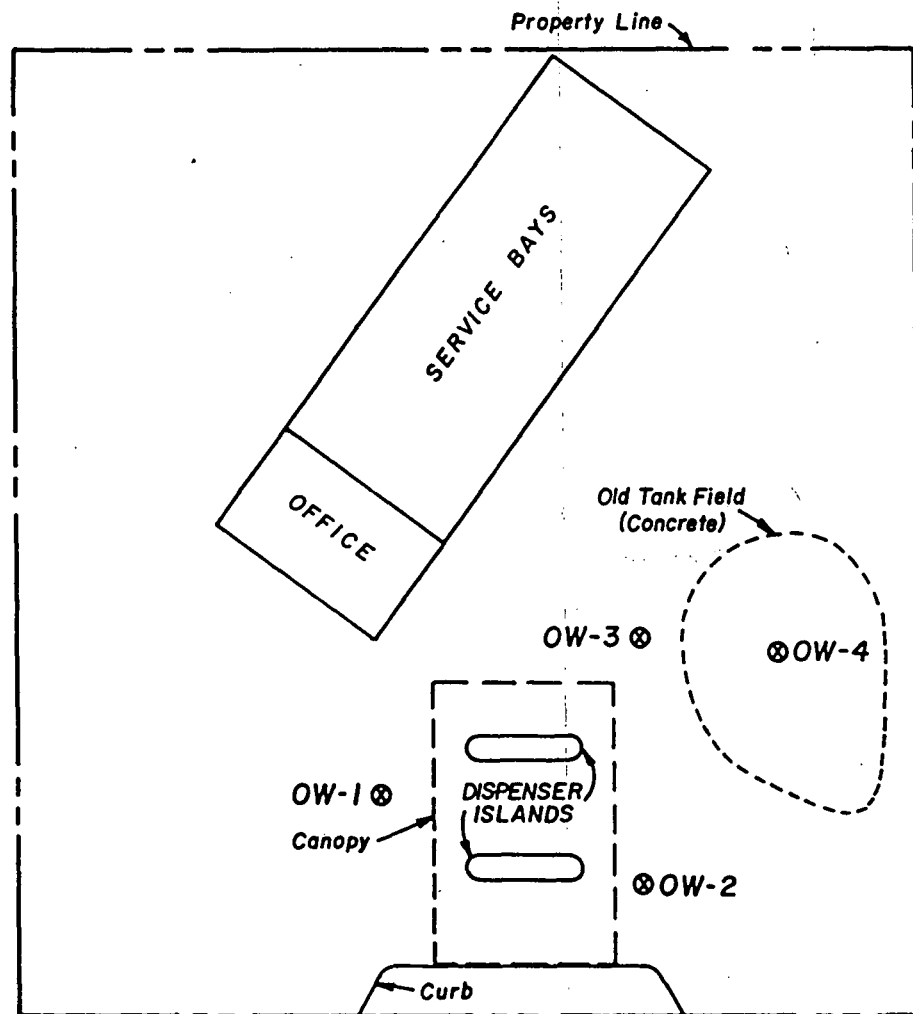 Property Line
SERVICE BAYS
OFFICE
Old Tank Field
(Concrete)
OW-3
OW-4
OW-1
DISPENSER
ISLANDS
Canopy
OW-2
Curb